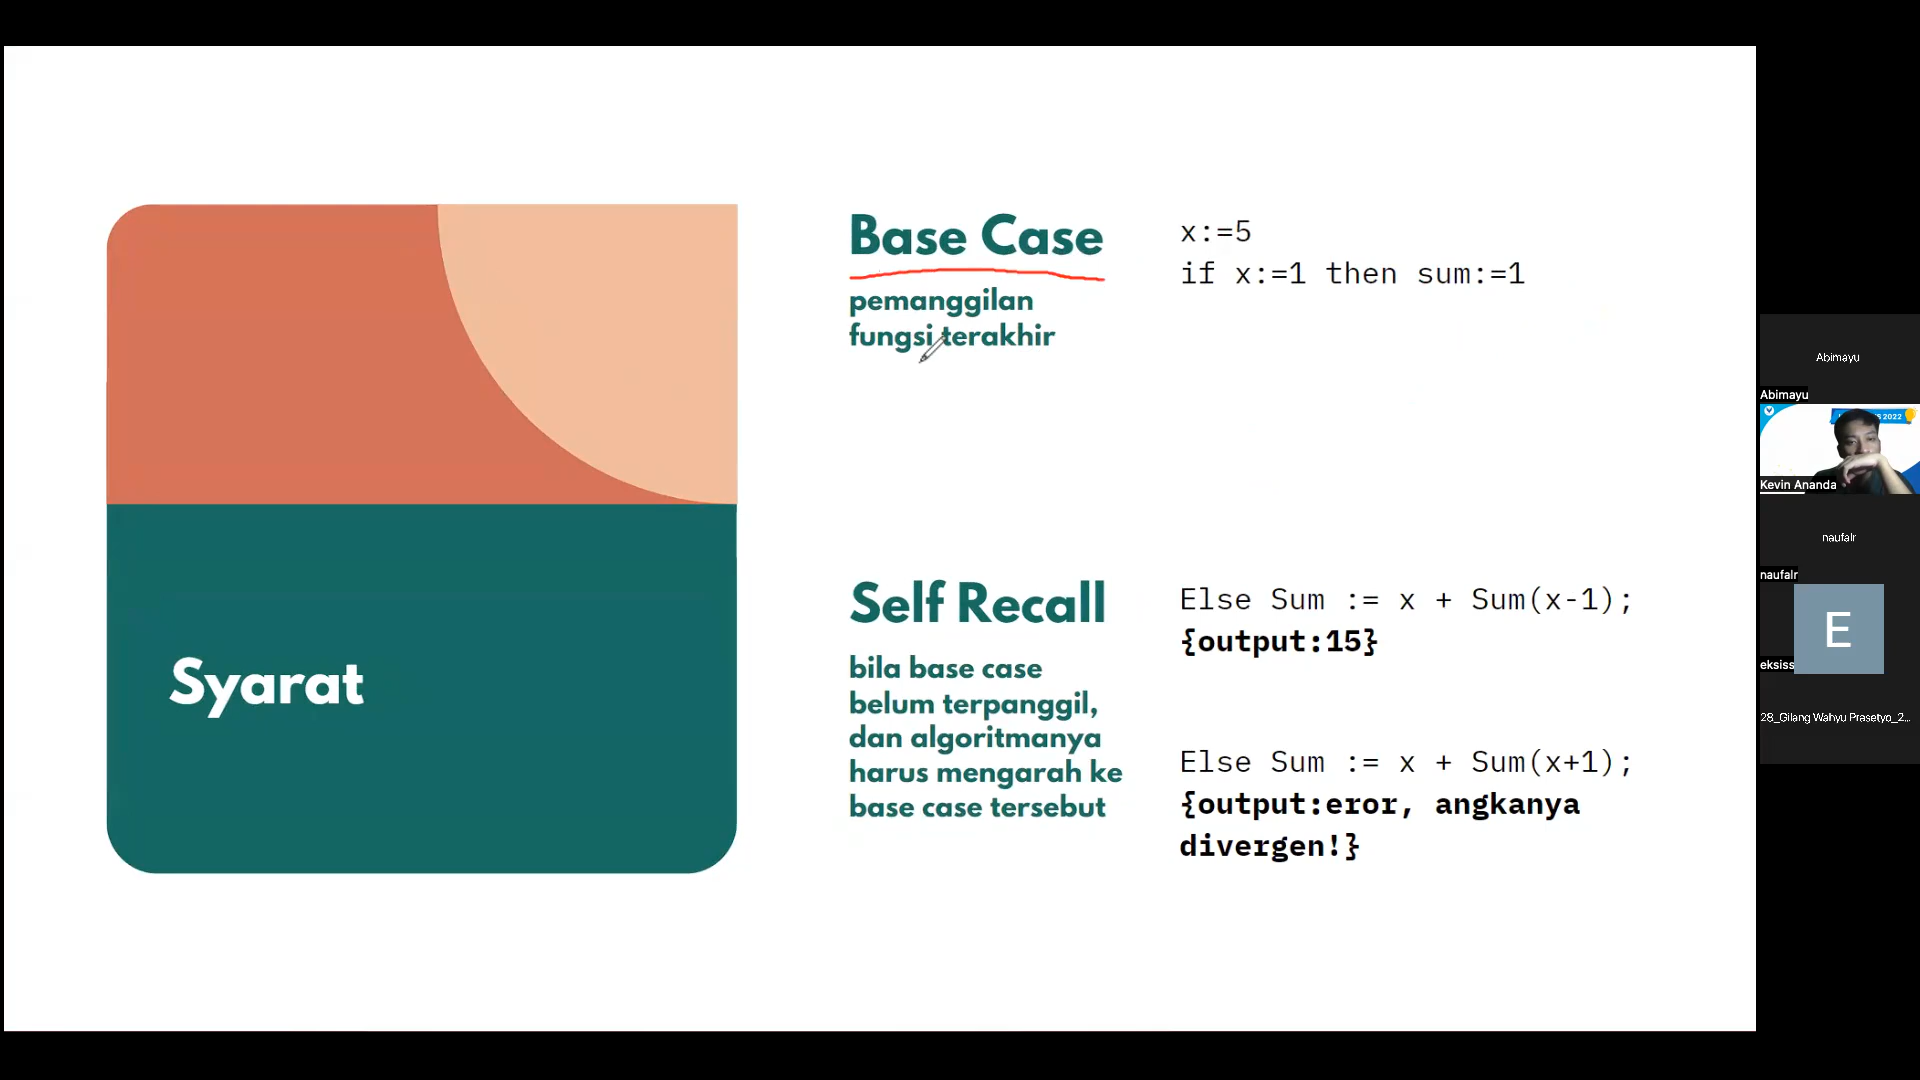 Syarat
Base Case
pemanggilan
fungsi terakhir
x:=5
if x:=1 then sum:=1
Self Recall
bila base case
belum terpanggil,
dan algoritmanya
harus mengarah ke
base case tersebut
Else Sum := x + Sum(x-1);
{output:15}
Else Sum := x + Sum(x+1);
{output:eror, angkanya
divergen!}
Abimayu
Abimayu
2022
Kevin Ananda
naufalr
naufalr
E
eksiss
28_Gilang Wahyu Prasetyo_2...